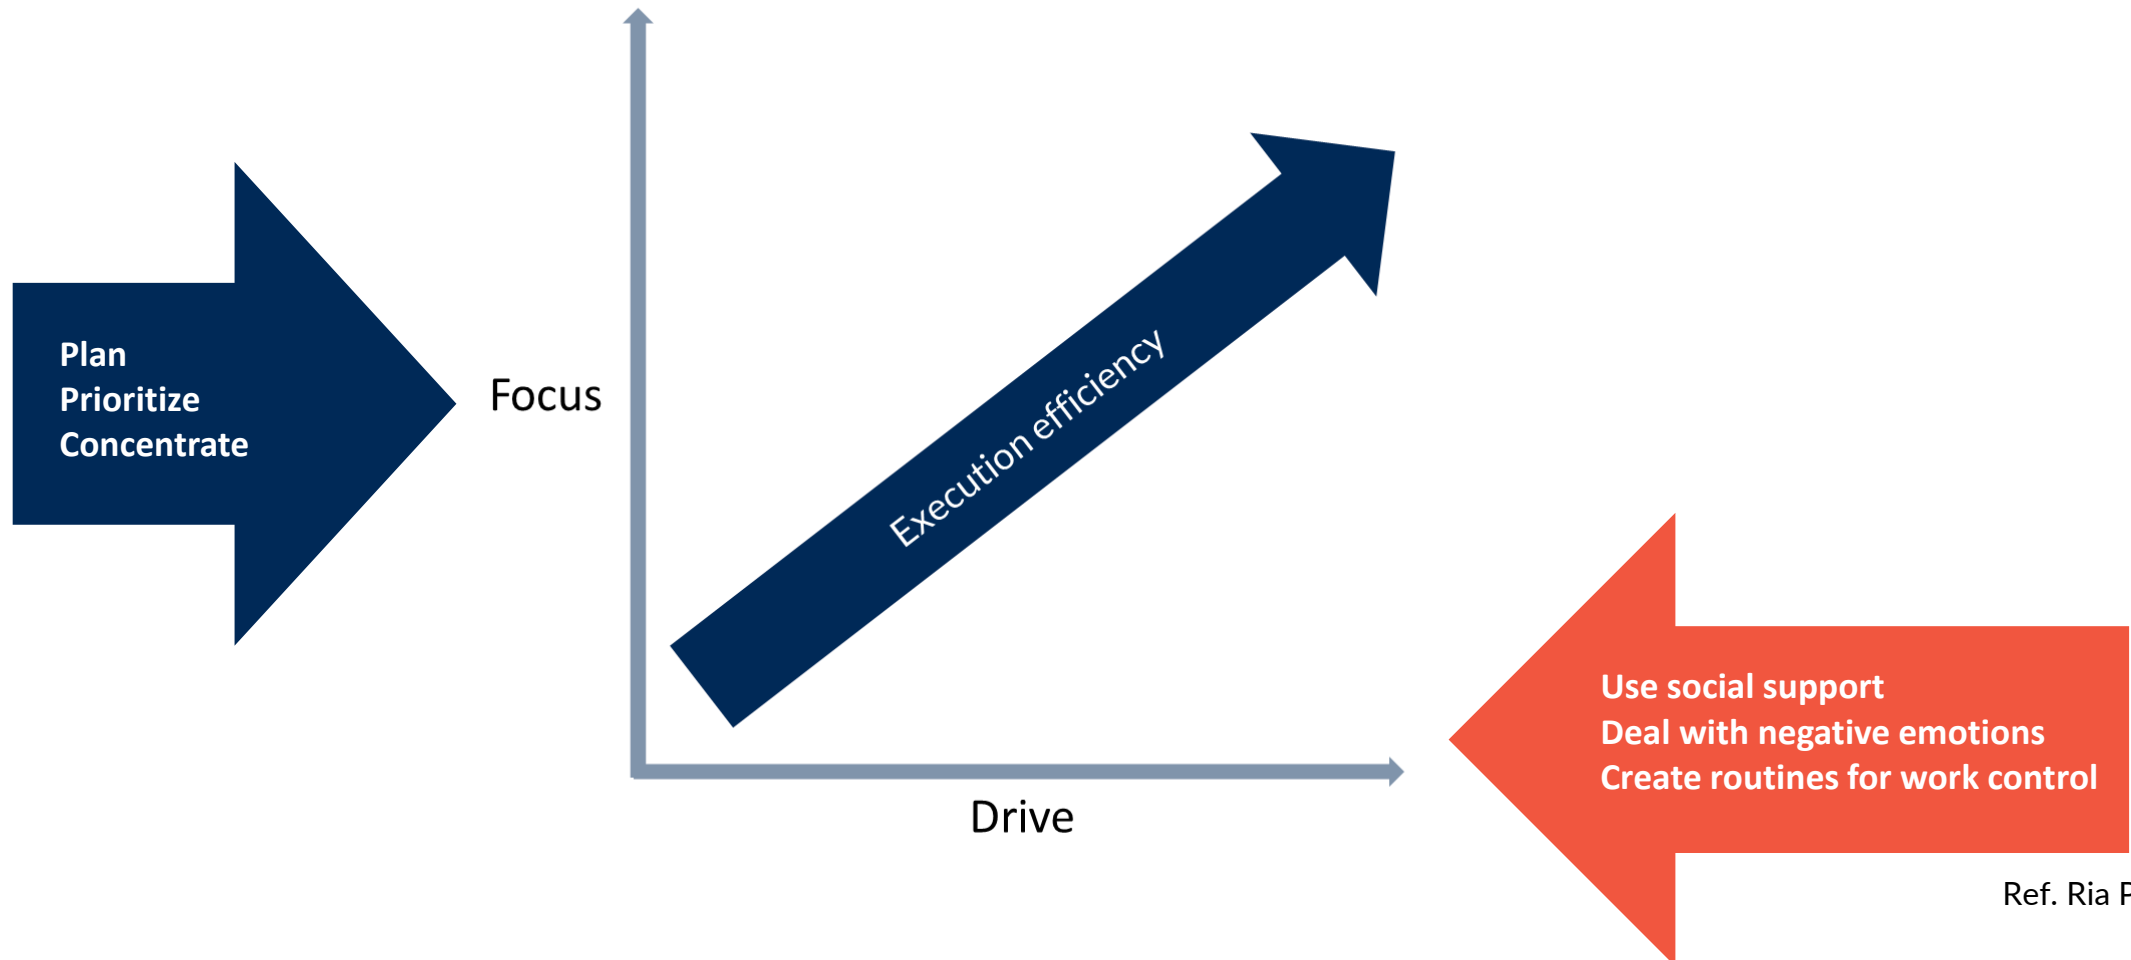 Plan
Prioritize
Concentrate
Focus
Execution efficiency
Drive
Use social support
Deal with negative emotions
Create routines for work control
Ref. Ria